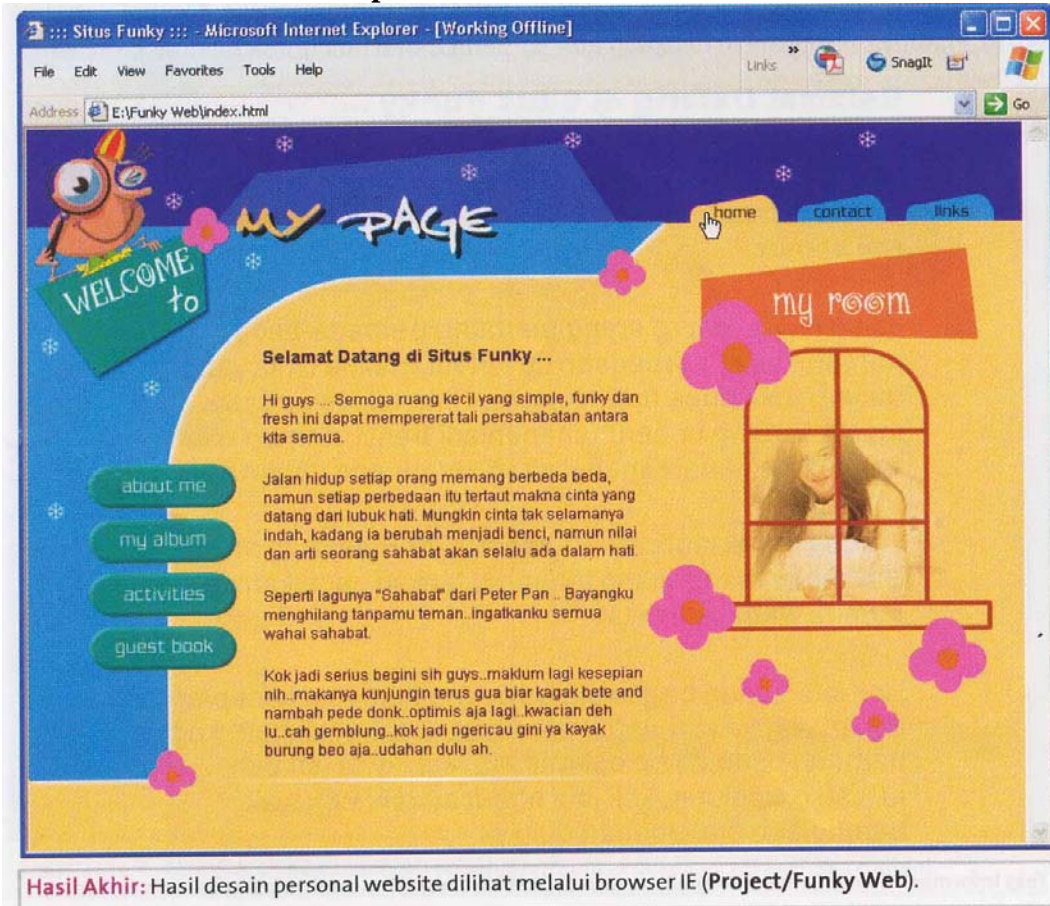 ::: Situs Funky ::: - Microsoft Internet Explorer - [Working Offline]
File Edit View Favorites Tools Help
Links » SnagIt
Address E:\Funky Web\index.html Go
MY PAGE
home contact links
WELCOME
to
my room
Selamat Datang di Situs Funky ...
Hi guys ... Semoga ruang kecil yang simple, funky dan
fresh ini dapat mempererat tali persahabatan antara
kita semua.
Jalan hidup setiap orang memang berbeda beda,
namun setiap perbedaan itu tertaut makna cinta yang
datang dari lubuk hati. Mungkin cinta tak selamanya
indah, kadang ia berubah menjadi benci, namun nilai
dan arti seorang sahabat akan selalu ada dalam hati.
Seperti lagunya "Sahabat" dari Peter Pan .. Bayangku
menghilang tanpamu teman..ingatkanku semua
wahai sahabat.
Kok jadi serius begini sih guys..maklum lagi kesepian
nih..makanya kunjungin terus gua biar kagak bete and
nambah pede donk..optimis aja lagi..kwacian deh
lu..cah gemblung..kok jadi ngericau gini ya kayak
burung beo aja..udahan dulu ah.
about me
my album
activities
guest book
Hasil Akhir: Hasil desain personal website dilihat melalui browser IE (Project/Funky Web).